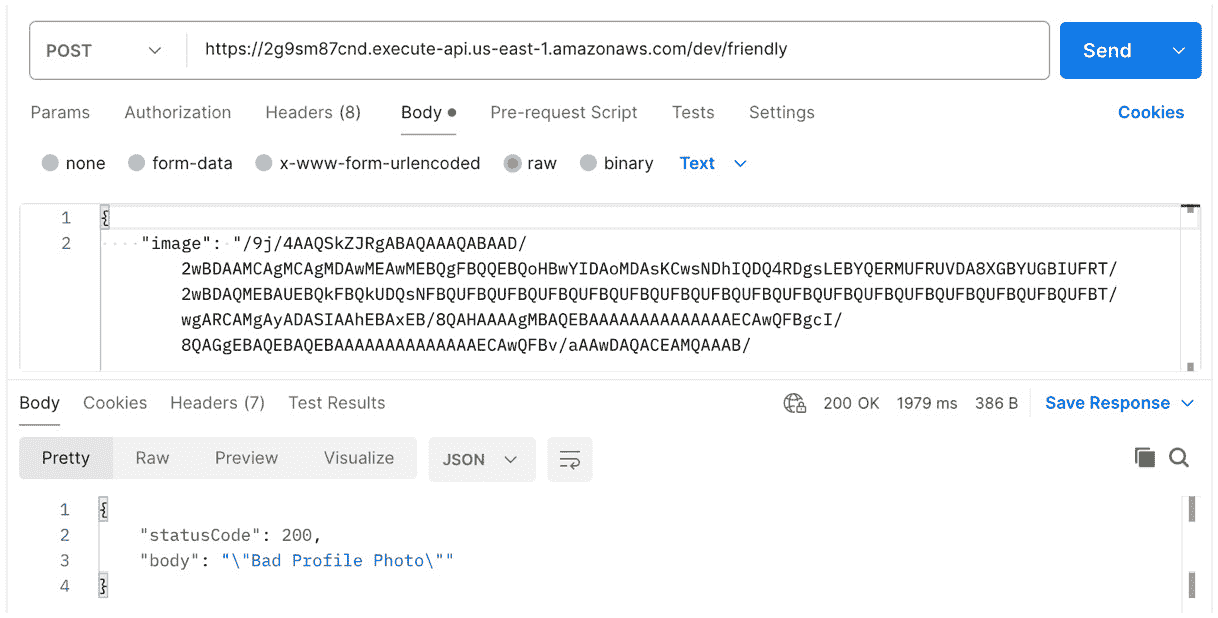 POST https://2g9sm87cnd.execute-api.us-east-1.amazonaws.com/dev/friendly Send
Params Authorization Headers (8) Body Pre-request Script Tests Settings Cookies
none form-data x-www-form-urlencoded raw binary Text
1 {
2 "image": "/9j/4AAQSkZJRgABAQAAAQABAAD/
2wBDAAMCAgMCAgMDAwMEAwMEBQgFBQQEBQoHBwYIDAoMDAsKCwsNDhIQDQ4RDgsLEBYQERMUFRUVDA8XGBYUGBIUFRT/
2wBDAQMEBAUEBQkFBQkUDQsNFBQUFBQUFBQUFBQUFBQUFBQUFBQUFBQUFBQUFBQUFBQUFBQUFBQUFBQUFBQUFBQUFBT/
wgARCAMgAyADASIAAhEBAxEB/8QAHAAAAgMBAQEBAAAAAAAAAAAAAAECAwQFBgcI/
8QAGgEBAQEBAQEBAAAAAAAAAAAAAAECAwQFBv/aAAwDAQACEAMQAAAB/
Body Cookies Headers (7) Test Results 200 OK 1979 ms 386 B Save Response
Pretty Raw Preview Visualize JSON
1 {
2 "statusCode": 200,
3 "body": "\"Bad Profile Photo\""
4 }